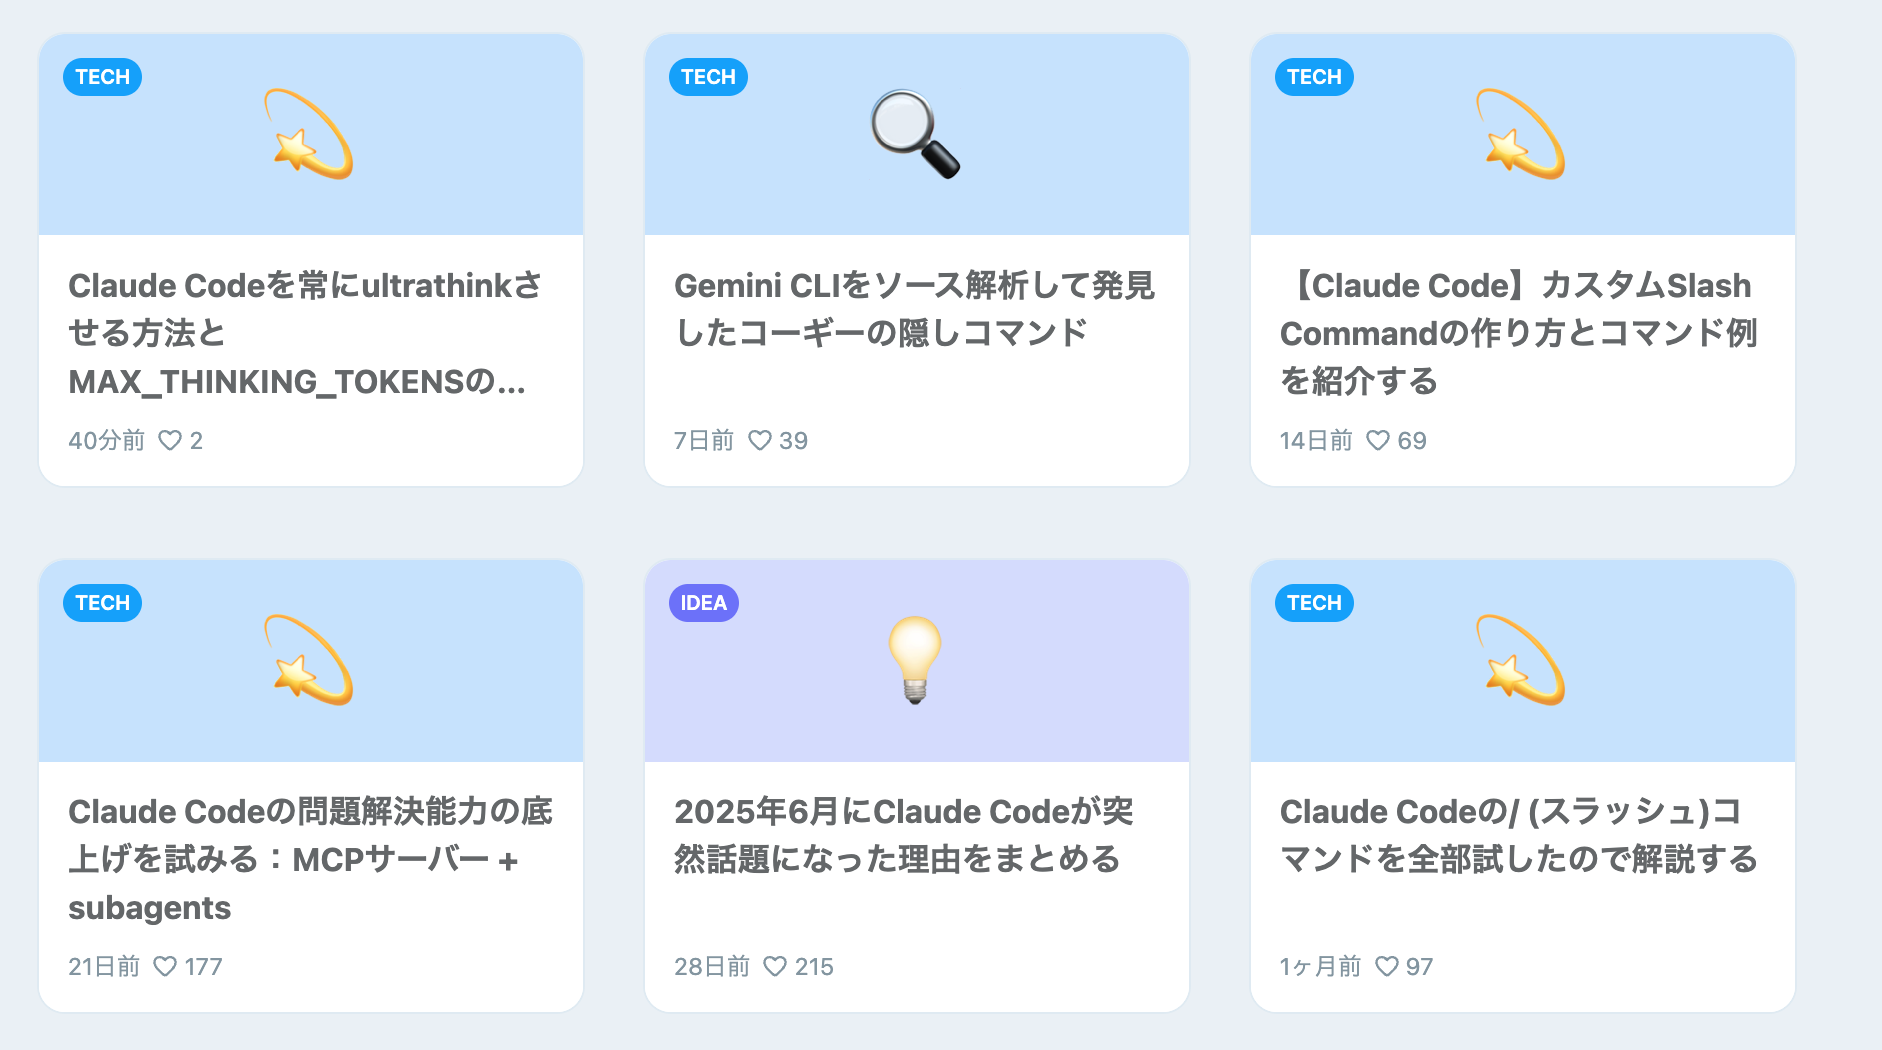 TECH
Claude Codeを常にultrathinkさ
せる方法と
MAX_THINKING_TOKENSの...
40分前 2
TECH
Gemini CLIをソース解析して発見
したコーギーの隠しコマンド
7日前 39
TECH
【Claude Code】カスタムSlash
Commandの作り方とコマンド例
を紹介する
14日前 69
TECH
Claude Codeの問題解決能力の底
上げを試みる：MCPサーバー +
subagents
21日前 177
IDEA
2025年6月にClaude Codeが突
然話題になった理由をまとめる
28日前 215
TECH
Claude Codeの/ (スラッシュ)コ
マンドを全部試したので解説する
1ヶ月前 97